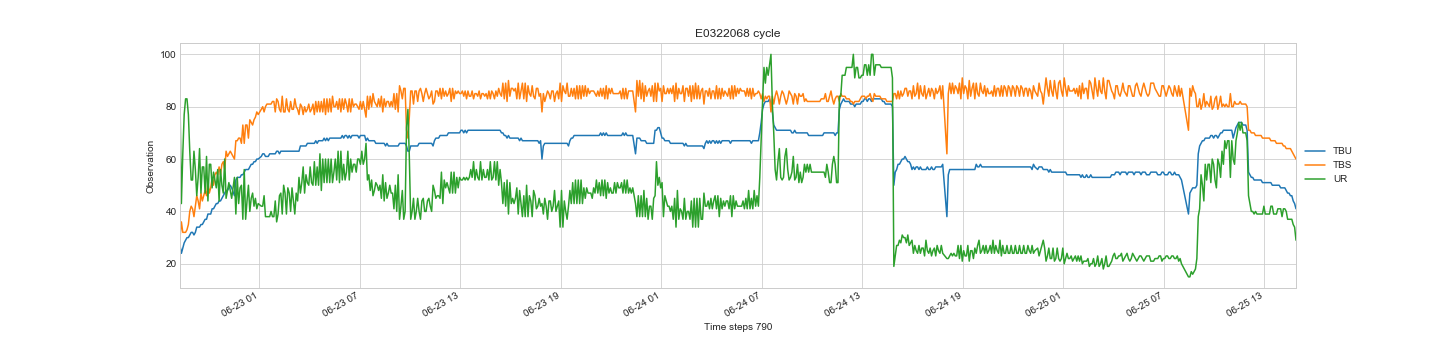 E0322068 cycle
Observation
100
80
60
40
20
06-23 01
06-23 07
06-23 13
06-23 19
06-24 01
06-24 07
06-24 13
06-24 19
06-25 01
06-25 07
06-25 13
Time steps 790
TBU
TBS
UR